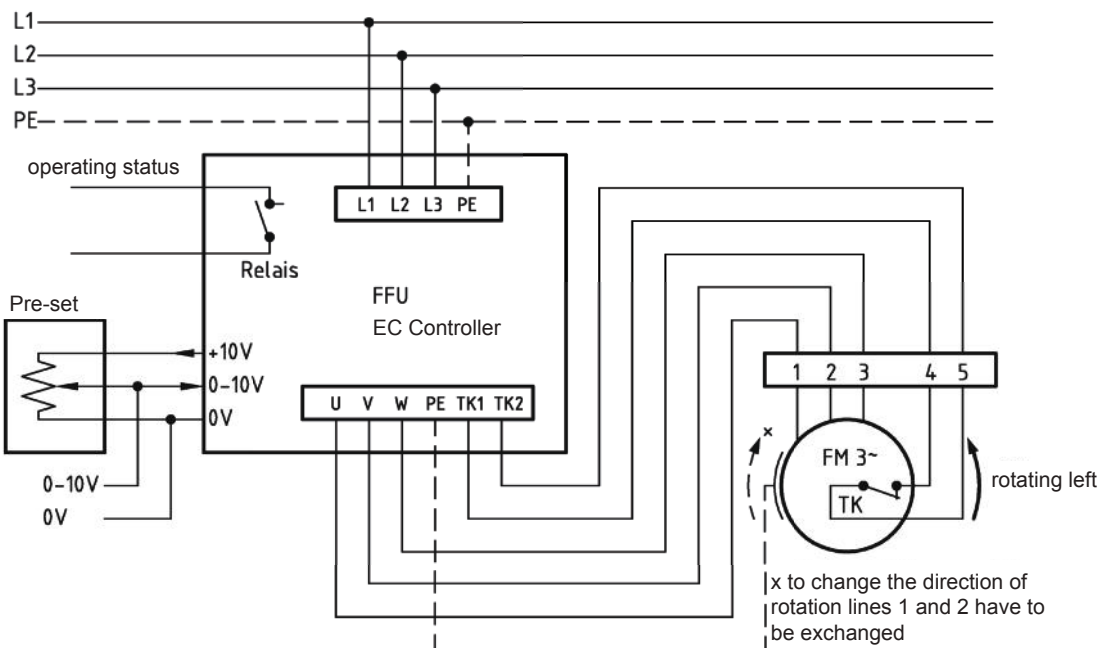 L1
L2
L3
PE
operating status
L1 L2 L3 PE
Relais
FFU
EC Controller
Pre-set
+10V
0-10V
0V
U V W PE TK1 TK2
1 2 3 4 5
0-10V
0V
x
FM 3~
TK
rotating left
x to change the direction of
rotation lines 1 and 2 have to
be exchanged